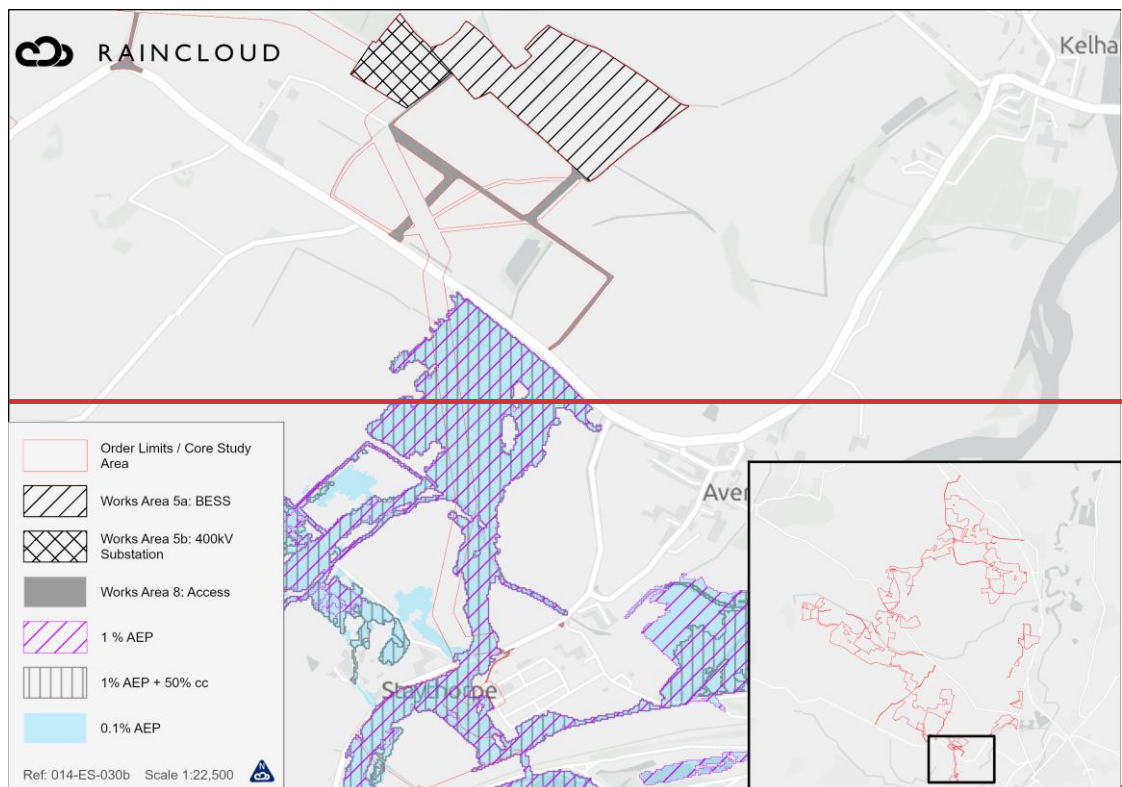 RAINCLOUD
Kelha
Order Limits / Core Study
Area
Works Area 5a: BESS
Works Area 5b: 400kV
Substation
Works Area 8: Access
1 % AEP
1% AEP + 50% cc
0.1% AEP
Ref: 014-ES-030b Scale 1:22,500
N
Aver
Staythorpe